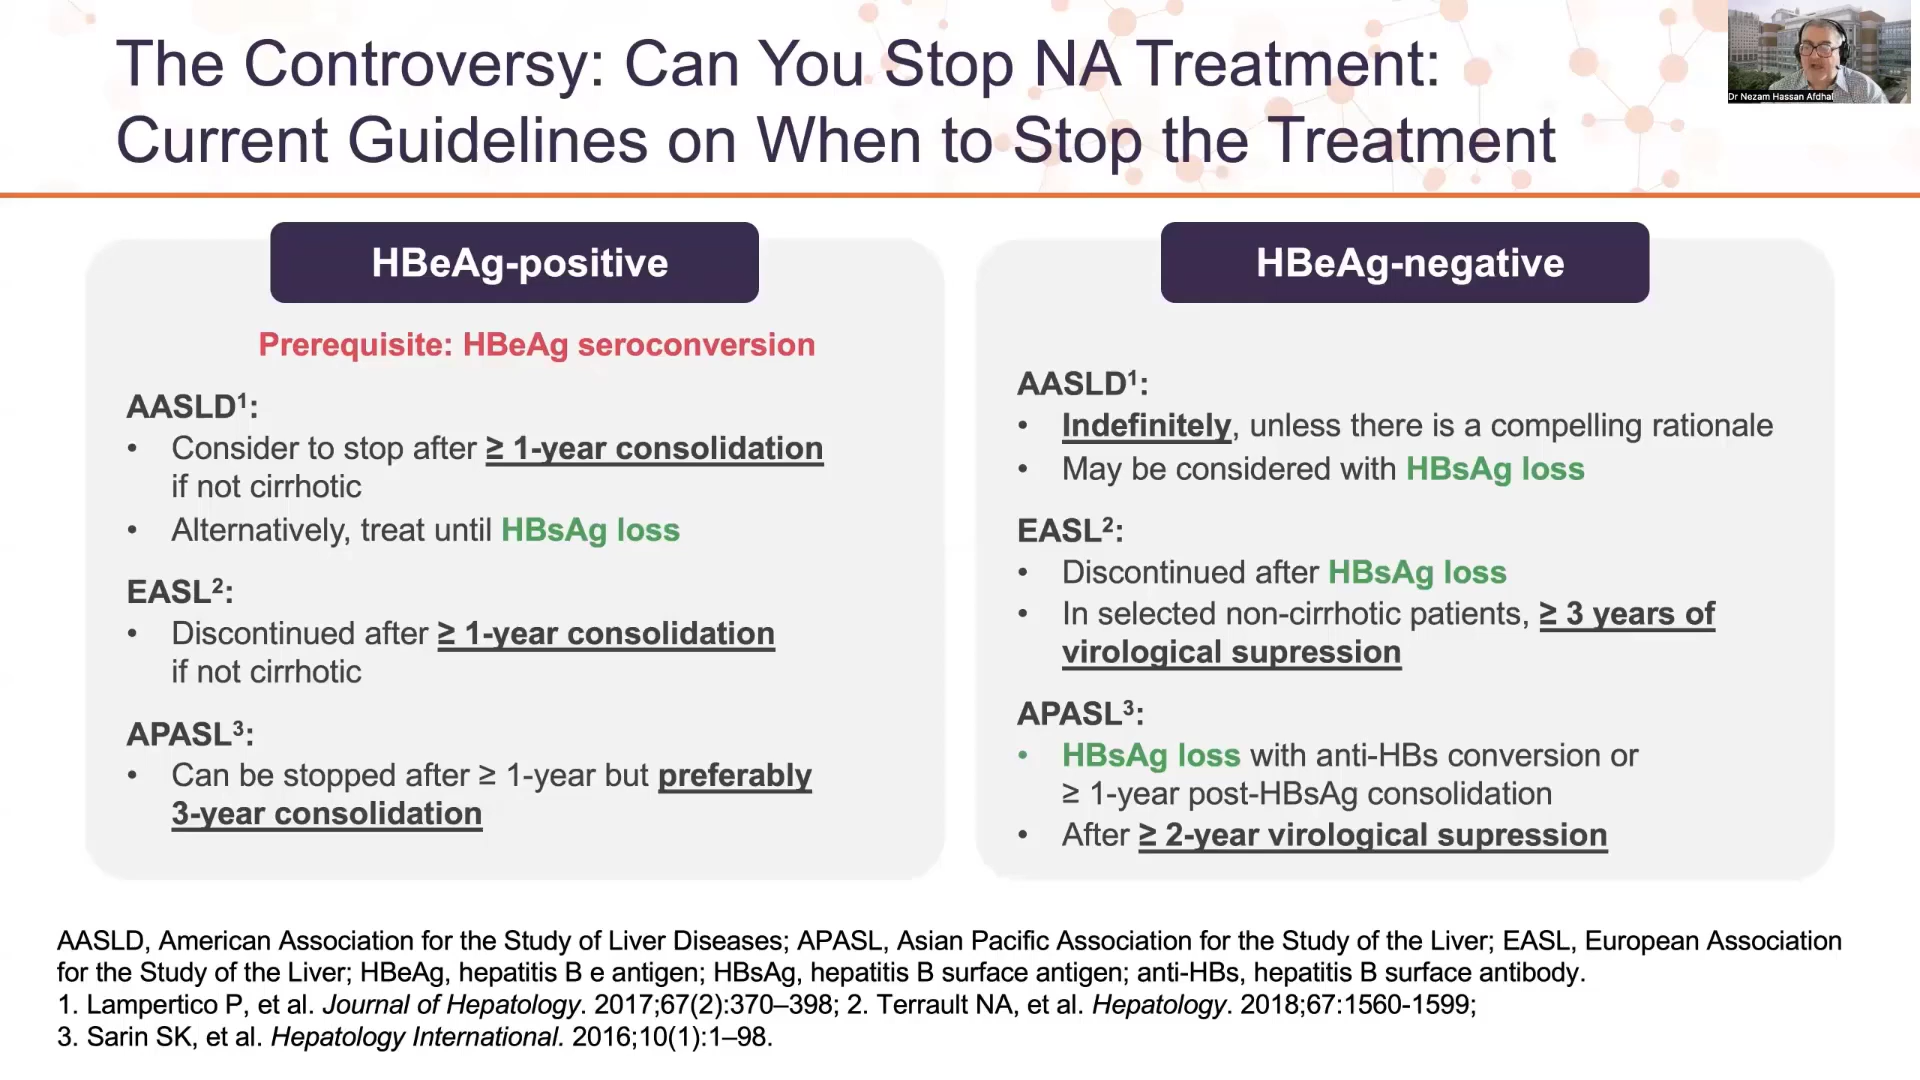 The Controversy: Can You Stop NA Treatment:
Current Guidelines on When to Stop the Treatment
Dr Nezam Hassan Afdhal
HBeAg-positive
Prerequisite: HBeAg seroconversion
AASLD¹:
• Consider to stop after ≥ 1-year consolidation
if not cirrhotic
• Alternatively, treat until HBsAg loss
EASL²:
• Discontinued after ≥ 1-year consolidation
if not cirrhotic
APASL³:
• Can be stopped after ≥ 1-year but preferably
3-year consolidation
HBeAg-negative
AASLD¹:
• Indefinitely, unless there is a compelling rationale
• May be considered with HBsAg loss
EASL²:
• Discontinued after HBsAg loss
• In selected non-cirrhotic patients, ≥ 3 years of
virological supression
APASL³:
• HBsAg loss with anti-HBs conversion or
≥ 1-year post-HBsAg consolidation
• After ≥ 2-year virological supression
AASLD, American Association for the Study of Liver Diseases; APASL, Asian Pacific Association for the Study of the Liver; EASL, European Association
for the Study of the Liver; HBeAg, hepatitis B e antigen; HBsAg, hepatitis B surface antigen; anti-HBs, hepatitis B surface antibody.
1. Lampertico P, et al. Journal of Hepatology. 2017;67(2):370–398; 2. Terrault NA, et al. Hepatology. 2018;67:1560-1599;
3. Sarin SK, et al. Hepatology International. 2016;10(1):1–98.